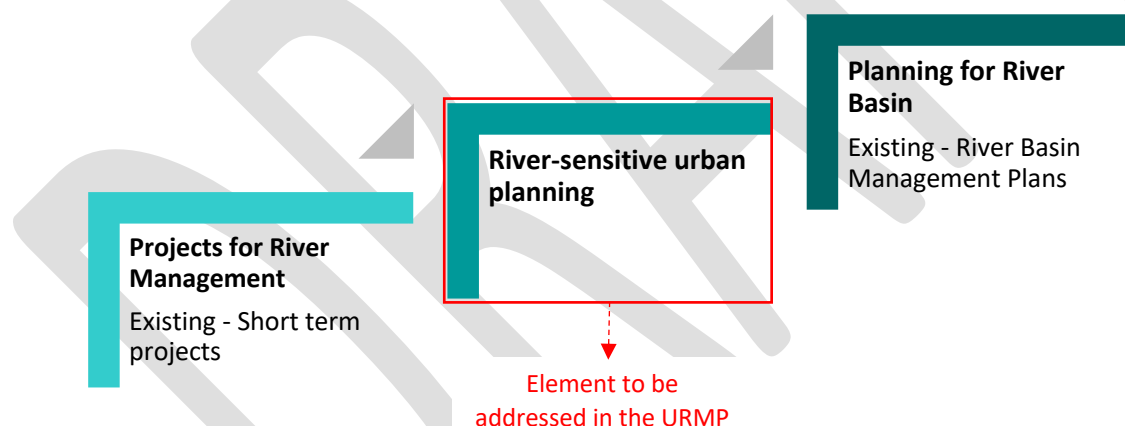 Projects for River
Management
Existing - Short term
projects
River-sensitive urban
planning
Element to be
addressed in the URMP
Planning for River
Basin
Existing - River Basin
Management Plans